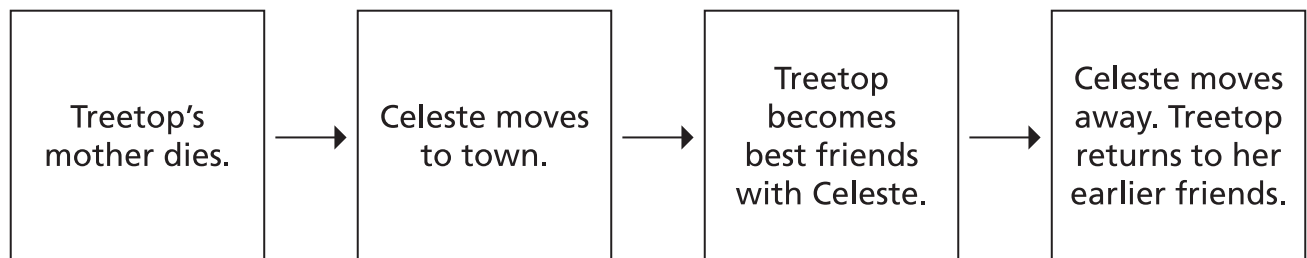 Treetop’s
mother dies.
Celeste moves
to town.
Treetop
becomes
best friends
with Celeste.
Celeste moves
away. Treetop
returns to her
earlier friends.